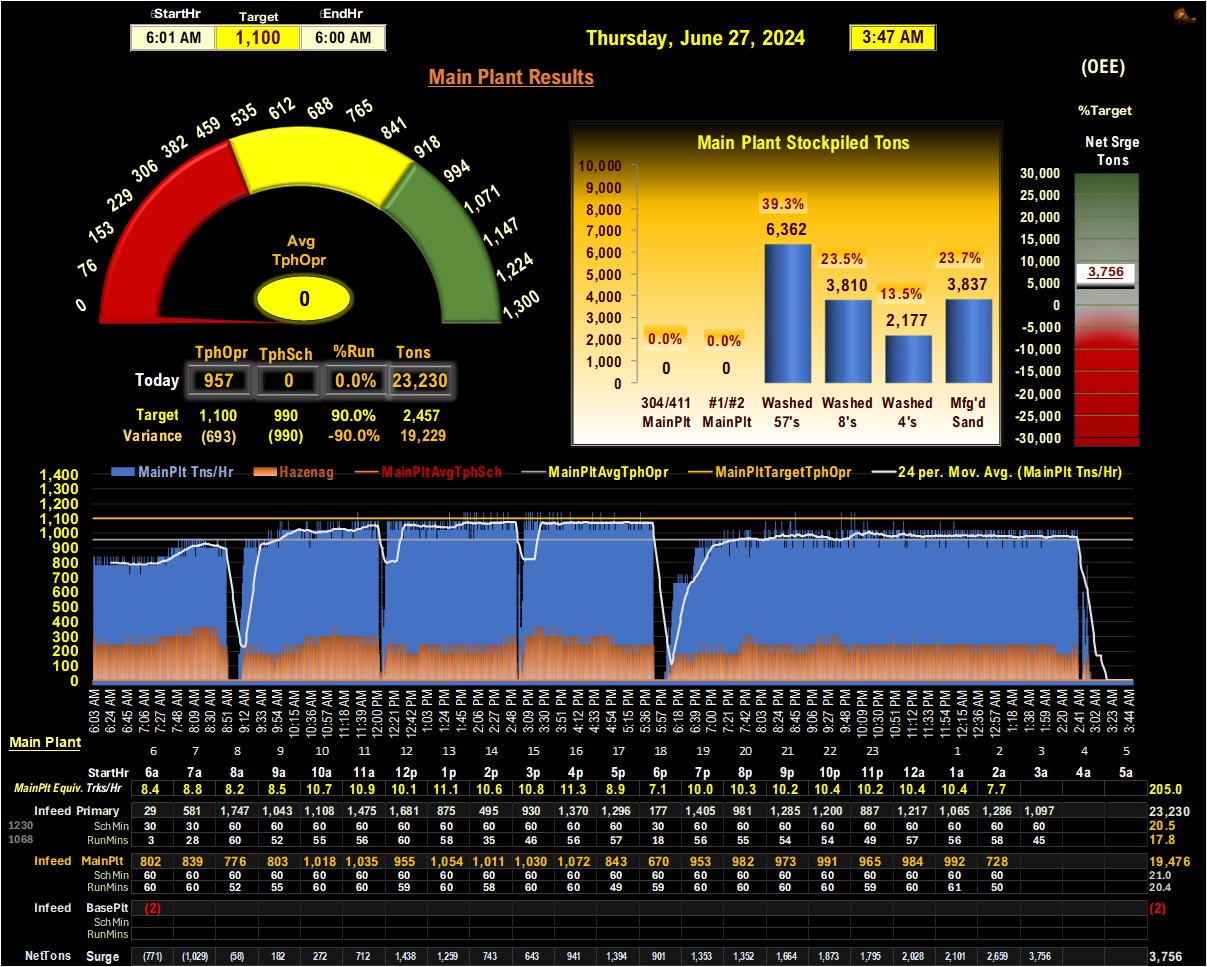 StartHr Target EndHr
6:01 AM 1,100 6:00 AM
Thursday, June 27, 2024 3:47 AM
Main Plant Results
(OEE)
%Target
Net Srge
Tons
0 76 153 229 306 382 459 535 612 688 765 841 918 994 1,071 1,147 1,224 1,300
Avg
TphOpr
0
TphOpr TphSch %Run Tons
Today 957 0 0.0% 23,230
Target 1,100 990 90.0% 2,457
Variance (693) (990) -90.0% 19,229
Main Plant Stockpiled Tons
10,000
9,000
8,000
7,000
6,000
5,000
4,000
3,000
2,000
1,000
0
0.0% 0.0% 39.3% 23.5% 13.5% 23.7%
0 0 6,362 3,810 2,177 3,837
304/411 #1/#2 Washed Washed Washed Mfg'd
MainPlt MainPlt 57's 8's 4's Sand
30,000
25,000
20,000
15,000
10,000
5,000
0
-5,000
-10,000
-15,000
-20,000
-25,000
-30,000
3,756
MainPlt Tns/Hr Hazenag MainPltAvgTphSch MainPltAvgTphOpr MainPltTargetTphOpr 24 per. Mov. Avg. (MainPlt Tns/Hr)
1,400
1,300
1,200
1,100
1,000
900
800
700
600
500
400
300
200
100
0
6:03 AM 6:24 AM 6:45 AM 7:06 AM 7:27 AM 7:48 AM 8:09 AM 8:30 AM 8:51 AM 9:12 AM 9:33 AM 9:54 AM 10:15 AM 10:36 AM 10:57 AM 11:18 AM 11:39 AM 12:00 PM 12:21 PM 12:42 PM 1:03 PM 1:24 PM 1:45 PM 2:06 PM 2:27 PM 2:48 PM 3:09 PM 3:30 PM 3:51 PM 4:12 PM 4:33 PM 4:54 PM 5:15 PM 5:36 PM 5:57 PM 6:18 PM 6:39 PM 7:00 PM 7:21 PM 7:42 PM 8:03 PM 8:24 PM 8:45 PM 9:06 PM 9:27 PM 9:48 PM 10:09 PM 10:30 PM 10:51 PM 11:12 PM 11:33 PM 11:54 PM 12:15 AM 12:36 AM 12:57 AM 1:18 AM 1:38 AM 1:59 AM 2:20 AM 2:41 AM 3:02 AM 3:23 AM 3:44 AM
Main Plant
6 7 8 9 10 11 12 13 14 15 16 17 18 19 20 21 22 23 1 2 3 4 5
StartHr 6a 7a 8a 9a 10a 11a 12p 1p 2p 3p 4p 5p 6p 7p 8p 9p 10p 11p 12a 1a 2a 3a 4a 5a
MainPlt Equiv. Trks/Hr 8.4 8.8 8.2 8.5 10.7 10.9 10.1 11.1 10.6 10.8 11.3 8.9 7.1 10.0 10.3 10.2 10.4 10.2 10.4 10.4 7.7 205.0
Infeed Primary 29 581 1,747 1,043 1,108 1,475 1,681 875 495 930 1,370 1,296 177 1,405 981 1,285 1,200 887 1,217 1,065 1,286 1,097 23,230
1230 SchMin 30 30 60 60 60 60 60 60 60 60 60 60 30 60 60 60 60 60 60 60 60 60 20.5
1068 RunMins 3 28 60 52 55 56 60 58 35 46 56 57 18 56 55 54 54 49 57 56 58 45 17.8
Infeed MainPlt 802 839 776 803 1,018 1,035 955 1,054 1,011 1,030 1,072 843 670 953 982 973 991 965 984 992 728 19,476
SchMin 60 60 60 60 60 60 60 60 60 60 60 60 60 60 60 60 60 60 60 60 60 21.0
RunMins 60 60 52 55 60 60 59 60 58 60 60 49 59 60 60 60 60 59 60 61 50 20.4
Infeed BasePlt (2) (2)
SchMin
RunMins
NetTons Surge (771) (1,029) (58) 182 272 712 1,438 1,259 743 643 941 1,394 901 1,353 1,352 1,664 1,873 1,795 2,028 2,101 2,659 3,756 3,756